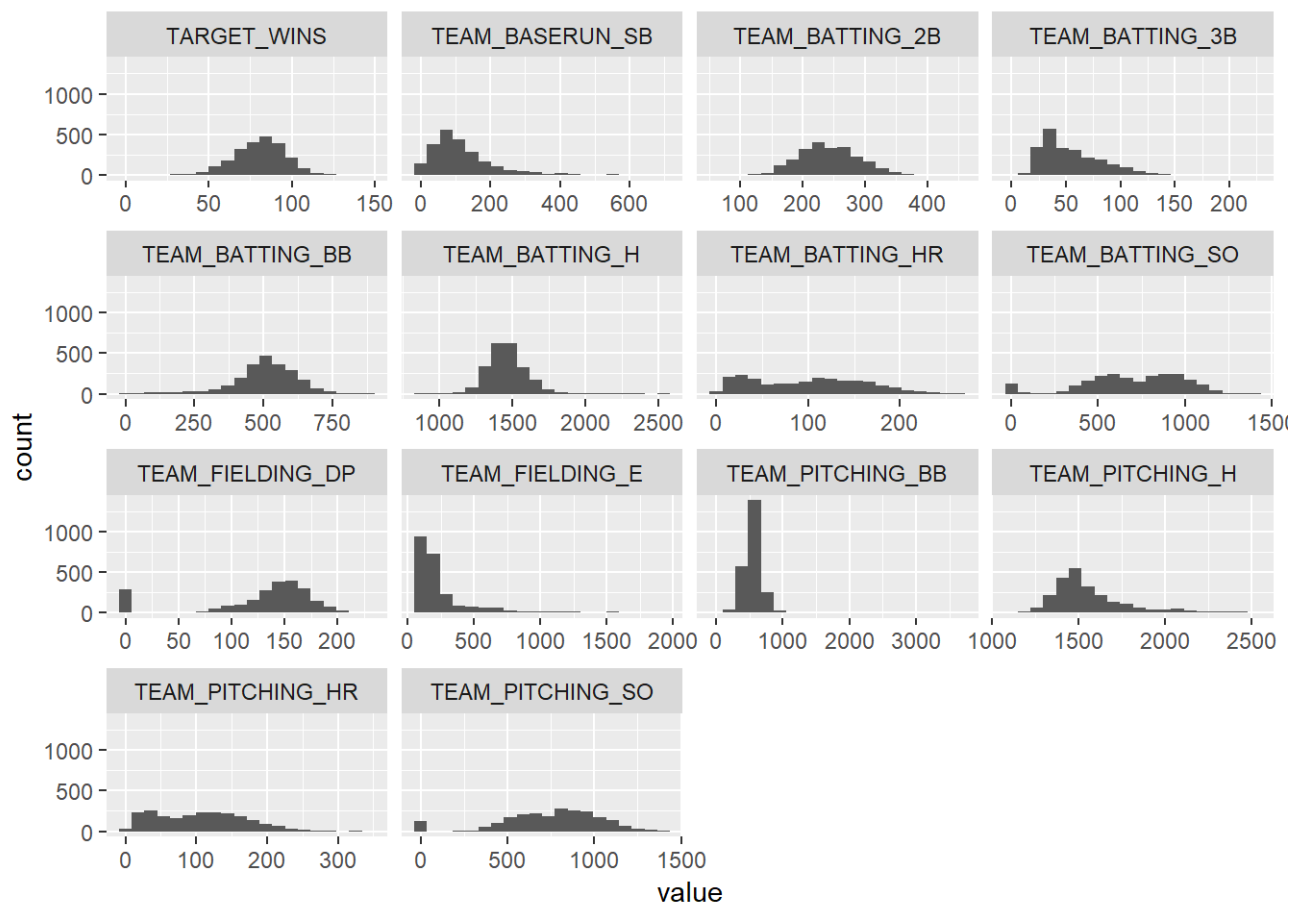 TARGET_WINS TEAM_BASERUN_SB TEAM_BATTING_2B TEAM_BATTING_3B
1000
500
0
0 50 100 150 0 200 400 600 100 200 300 400 0 50 100 150 200
TEAM_BATTING_BB TEAM_BATTING_H TEAM_BATTING_HR TEAM_BATTING_SO
1000
500
0
0 250 500 750 1000 1500 2000 2500 0 100 200 0 500 1000 1500
count
TEAM_FIELDING_DP TEAM_FIELDING_E TEAM_PITCHING_BB TEAM_PITCHING_H
1000
500
0
0 50 100 150 200 0 500 1000 1500 2000 0 1000 2000 3000 1000 1500 2000 2500
TEAM_PITCHING_HR TEAM_PITCHING_SO
1000
500
0
0 100 200 300 0 500 1000 1500
value